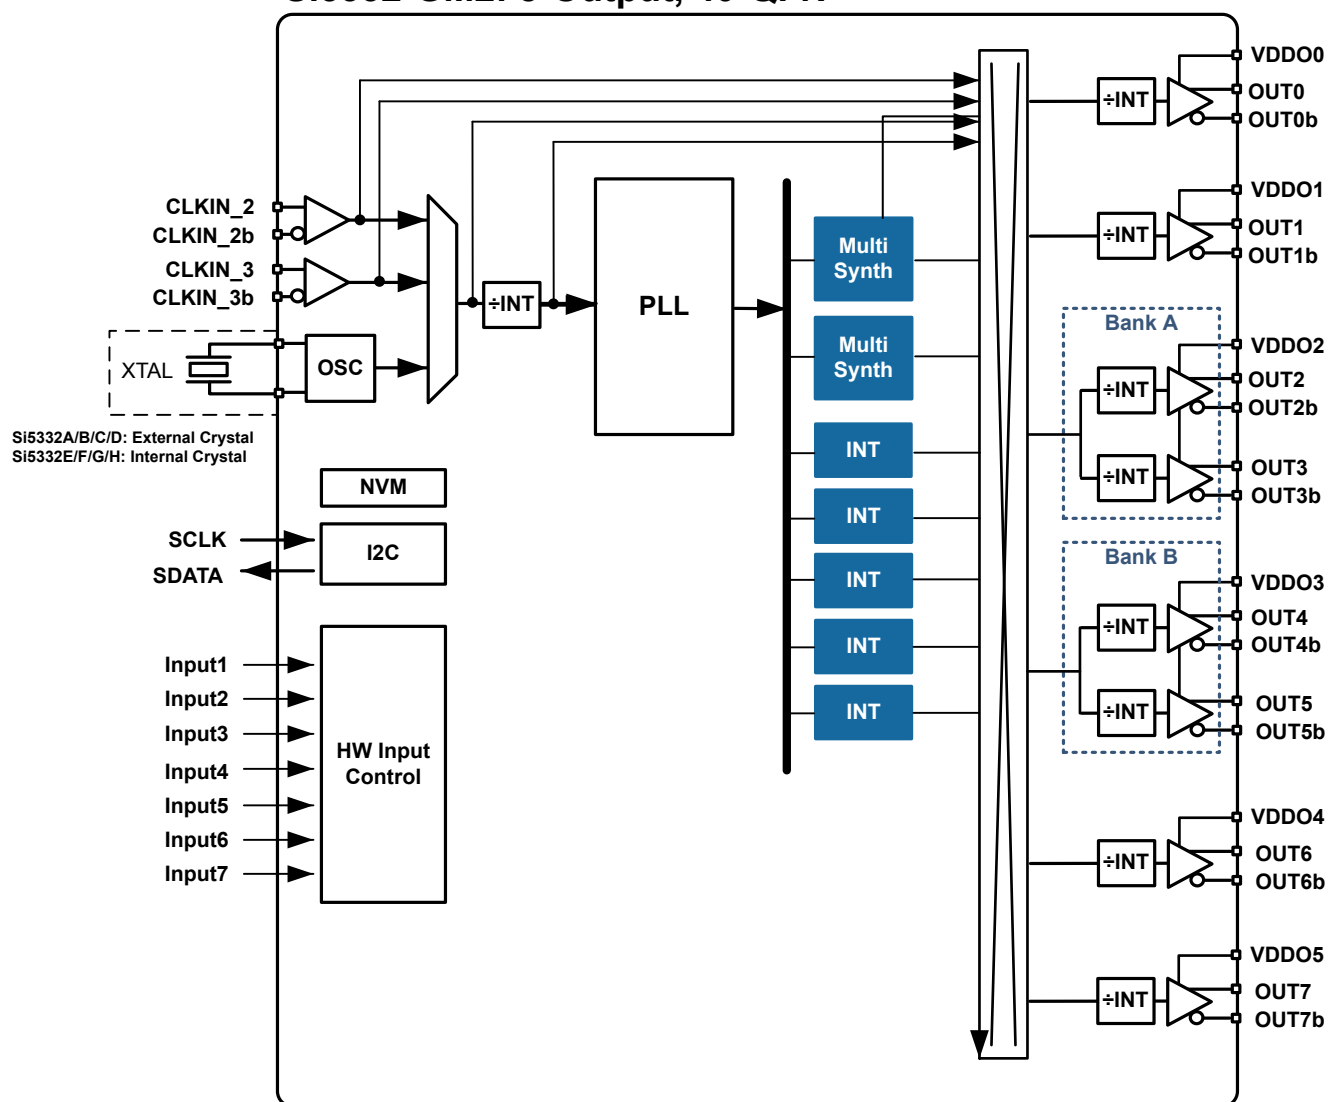 VDDO0
OUT0
÷INT
OUT0b
CLKIN_2
CLKIN_2b
CLKIN_3
CLKIN_3b
XTAL
OSC
÷INT
PLL
Multi
Synth
Multi
Synth
INT
INT
INT
INT
INT
VDDO1
OUT1
÷INT
OUT1b
Bank A
VDDO2
OUT2
÷INT
OUT2b
OUT3
÷INT
OUT3b
Bank B
VDDO3
OUT4
÷INT
OUT4b
OUT5
÷INT
OUT5b
VDDO4
OUT6
÷INT
OUT6b
VDDO5
OUT7
÷INT
OUT7b
Si5332A/B/C/D: External Crystal
Si5332E/F/G/H: Internal Crystal
NVM
SCLK
I2C
SDATA
Input1
Input2
Input3
Input4
Input5
Input6
Input7
HW Input
Control